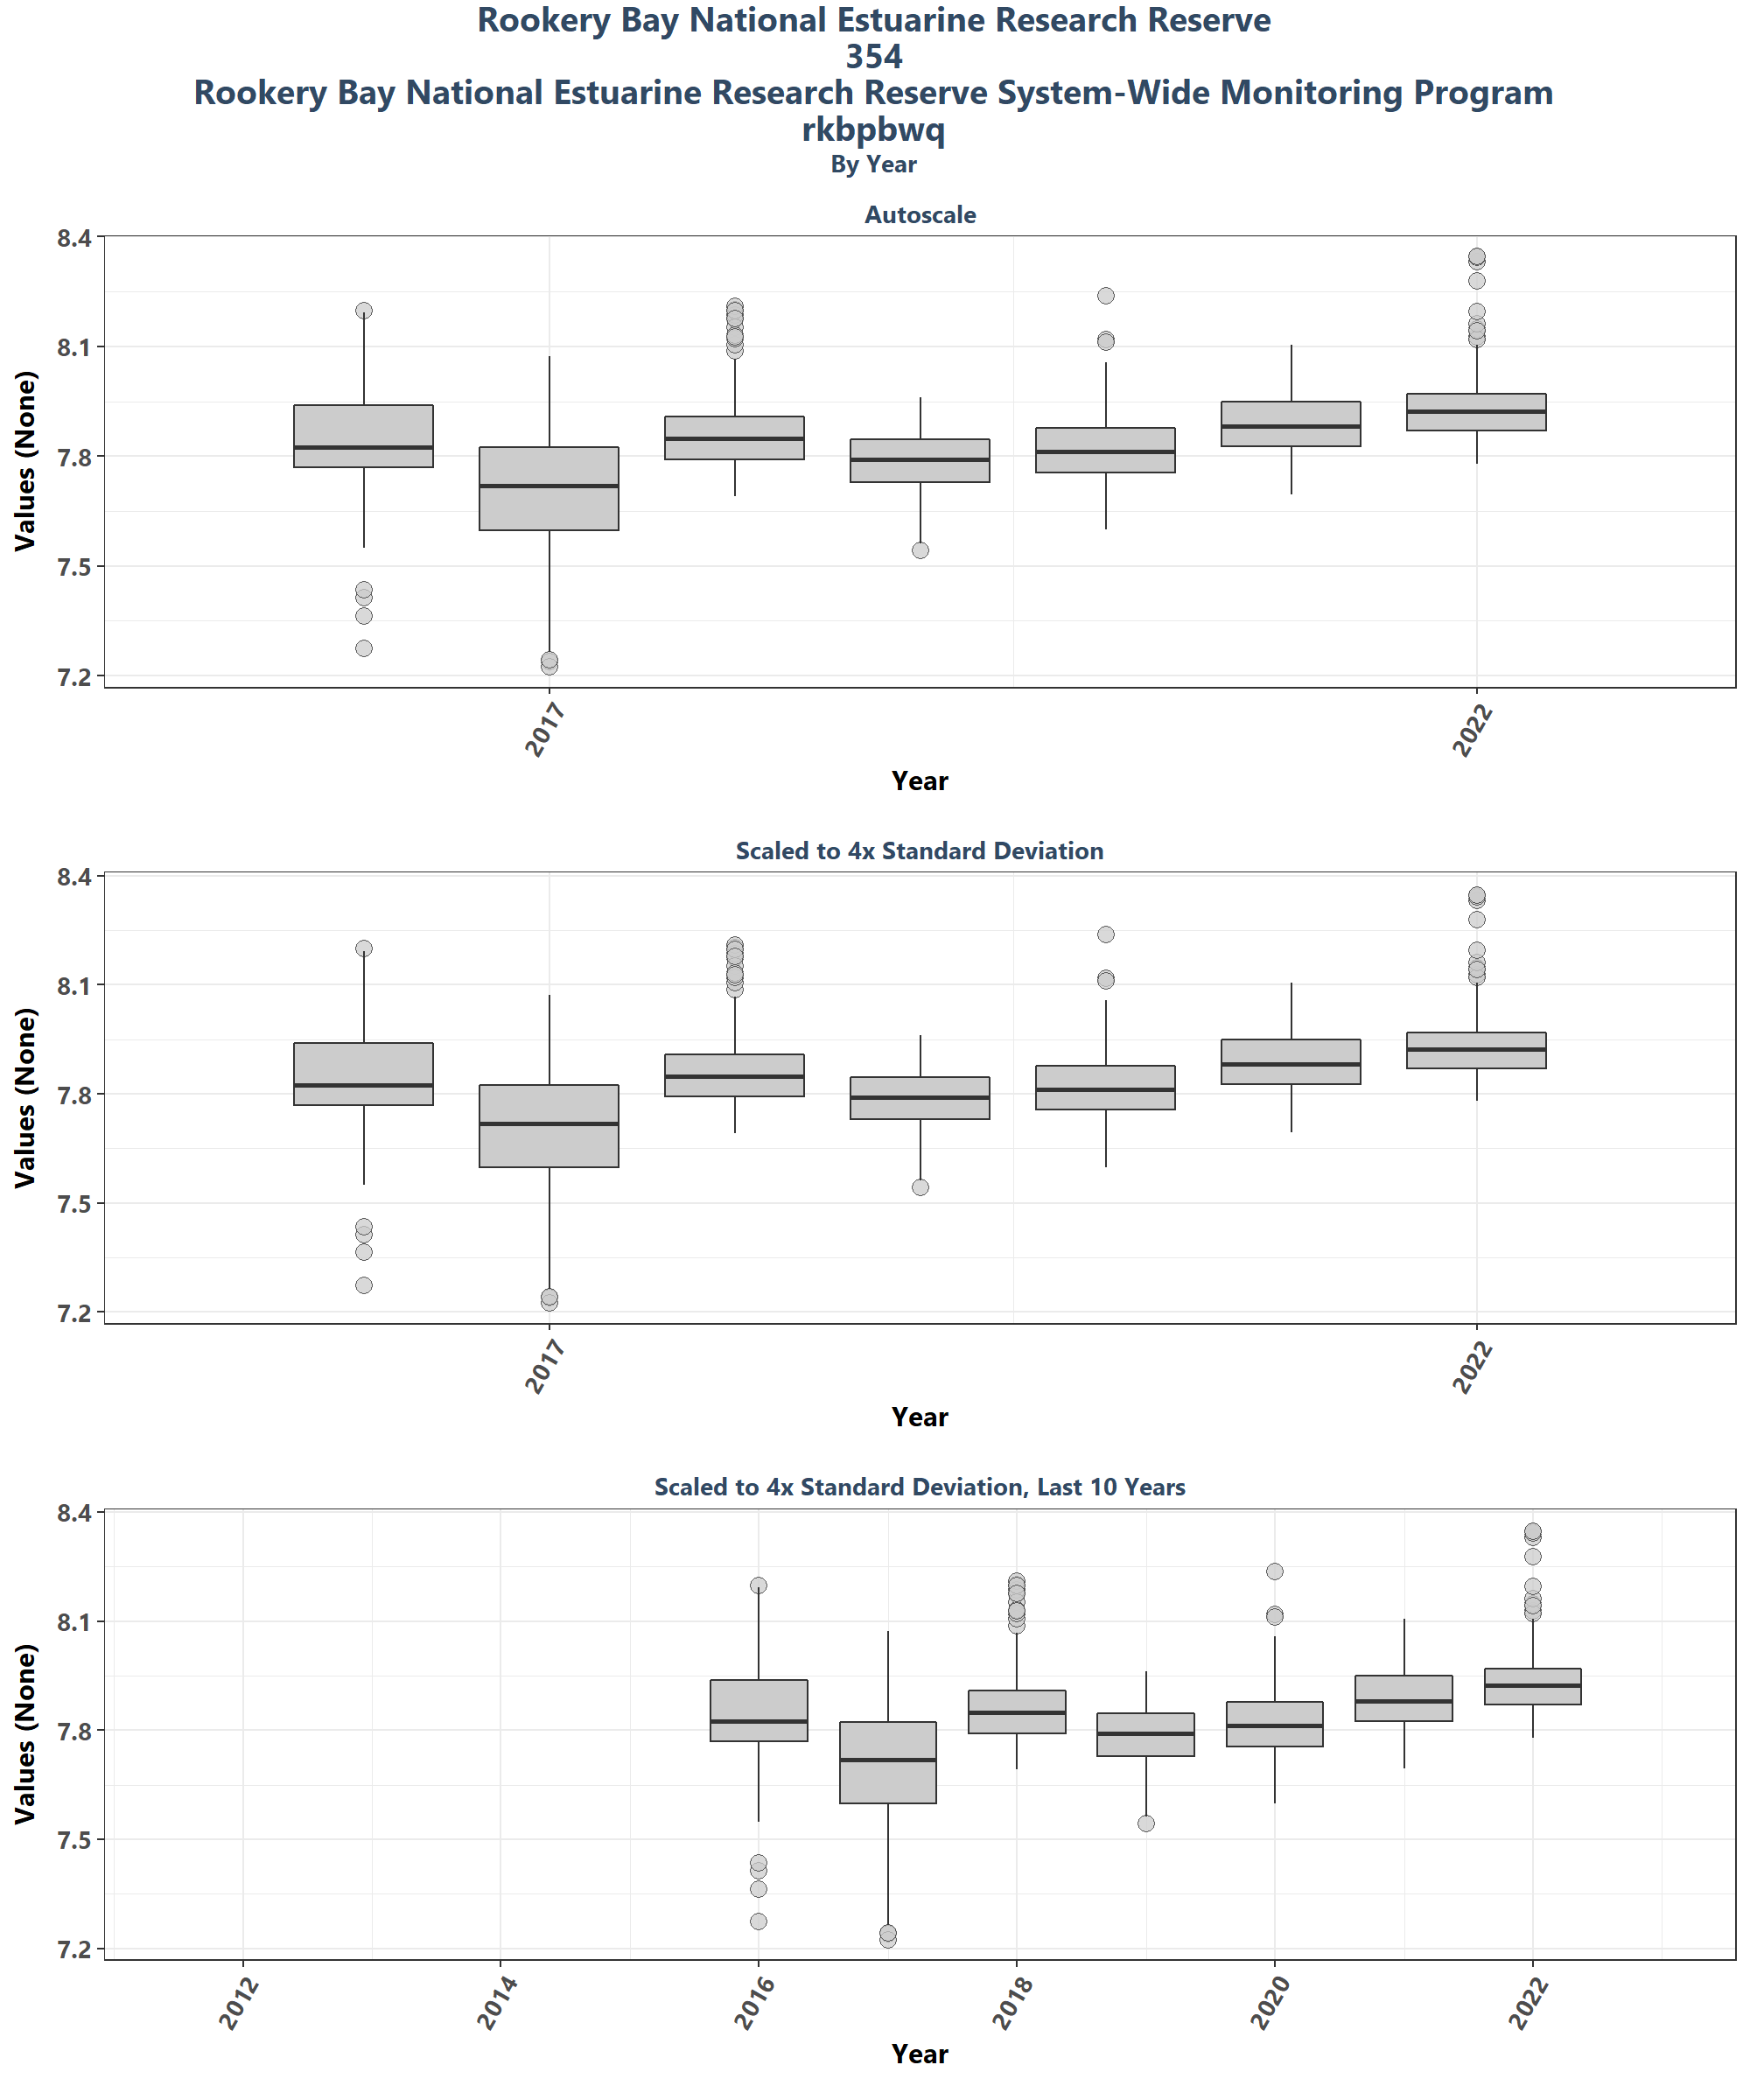 Rookery Bay National Estuarine Research Reserve
354
Rookery Bay National Estuarine Research Reserve System-Wide Monitoring Program
rkbpbwq
By Year
Autoscale
8.4
8.1
7.8
7.5
7.2
Values (None)
2017
2022
Year
Scaled to 4x Standard Deviation
8.4
8.1
7.8
7.5
7.2
Values (None)
2017
2022
Year
Scaled to 4x Standard Deviation, Last 10 Years
8.4
8.1
7.8
7.5
7.2
Values (None)
2012
2014
2016
2018
2020
2022
Year